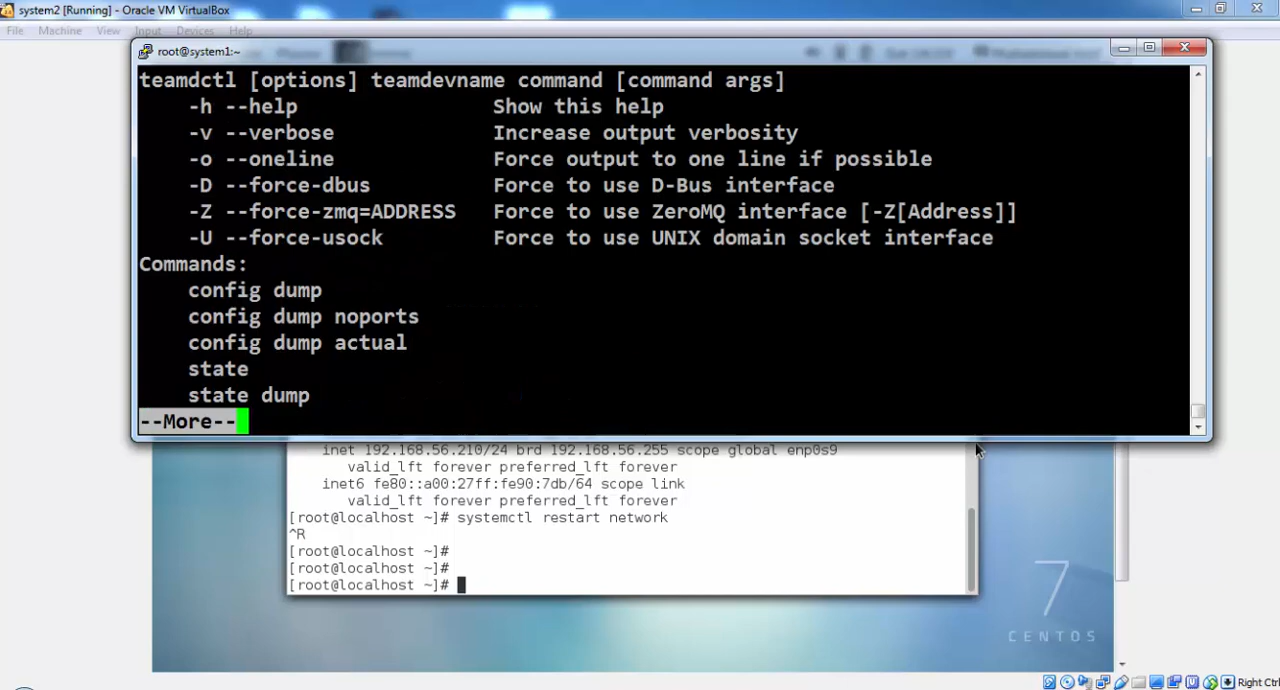 system2 [Running] - Oracle VM VirtualBox
File Machine View Input Devices Help
root@system1:~
teamdctl [options] teamdevname command [command args]
-h --help Show this help
-v --verbose Increase output verbosity
-o --oneline Force output to one line if possible
-D --force-dbus Force to use D-Bus interface
-Z --force-zmq=ADDRESS Force to use ZeroMQ interface [-Z[Address]]
-U --force-usock Force to use UNIX domain socket interface
Commands:
config dump
config dump noports
config dump actual
state
state dump
--More--
inet 192.168.56.210/24 brd 192.168.56.255 scope global enp0s9
valid_lft forever preferred_lft forever
inet6 fe80::a00:27ff:fe90:7db/64 scope link
valid_lft forever preferred_lft forever
[root@localhost ~]# systemctl restart network
^R
[root@localhost ~]#
[root@localhost ~]#
[root@localhost ~]#
7
CENTOS
Right Ctrl